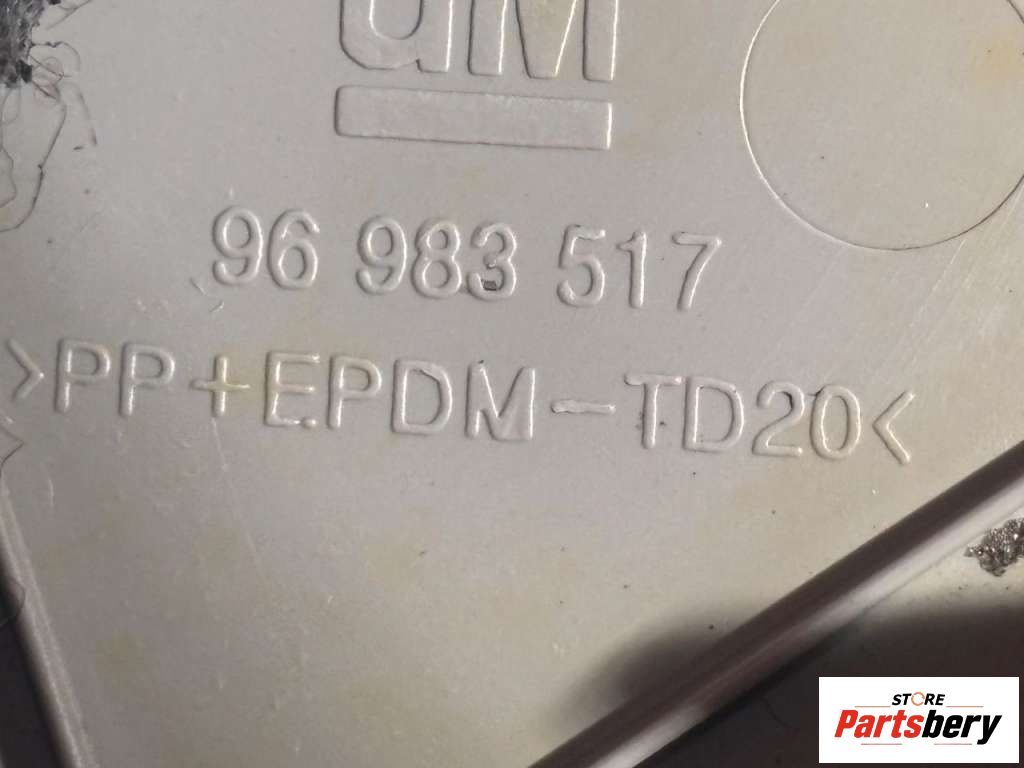 GM
96 983 517
>PP+EPDM-TD20<
STORE
Partsbery